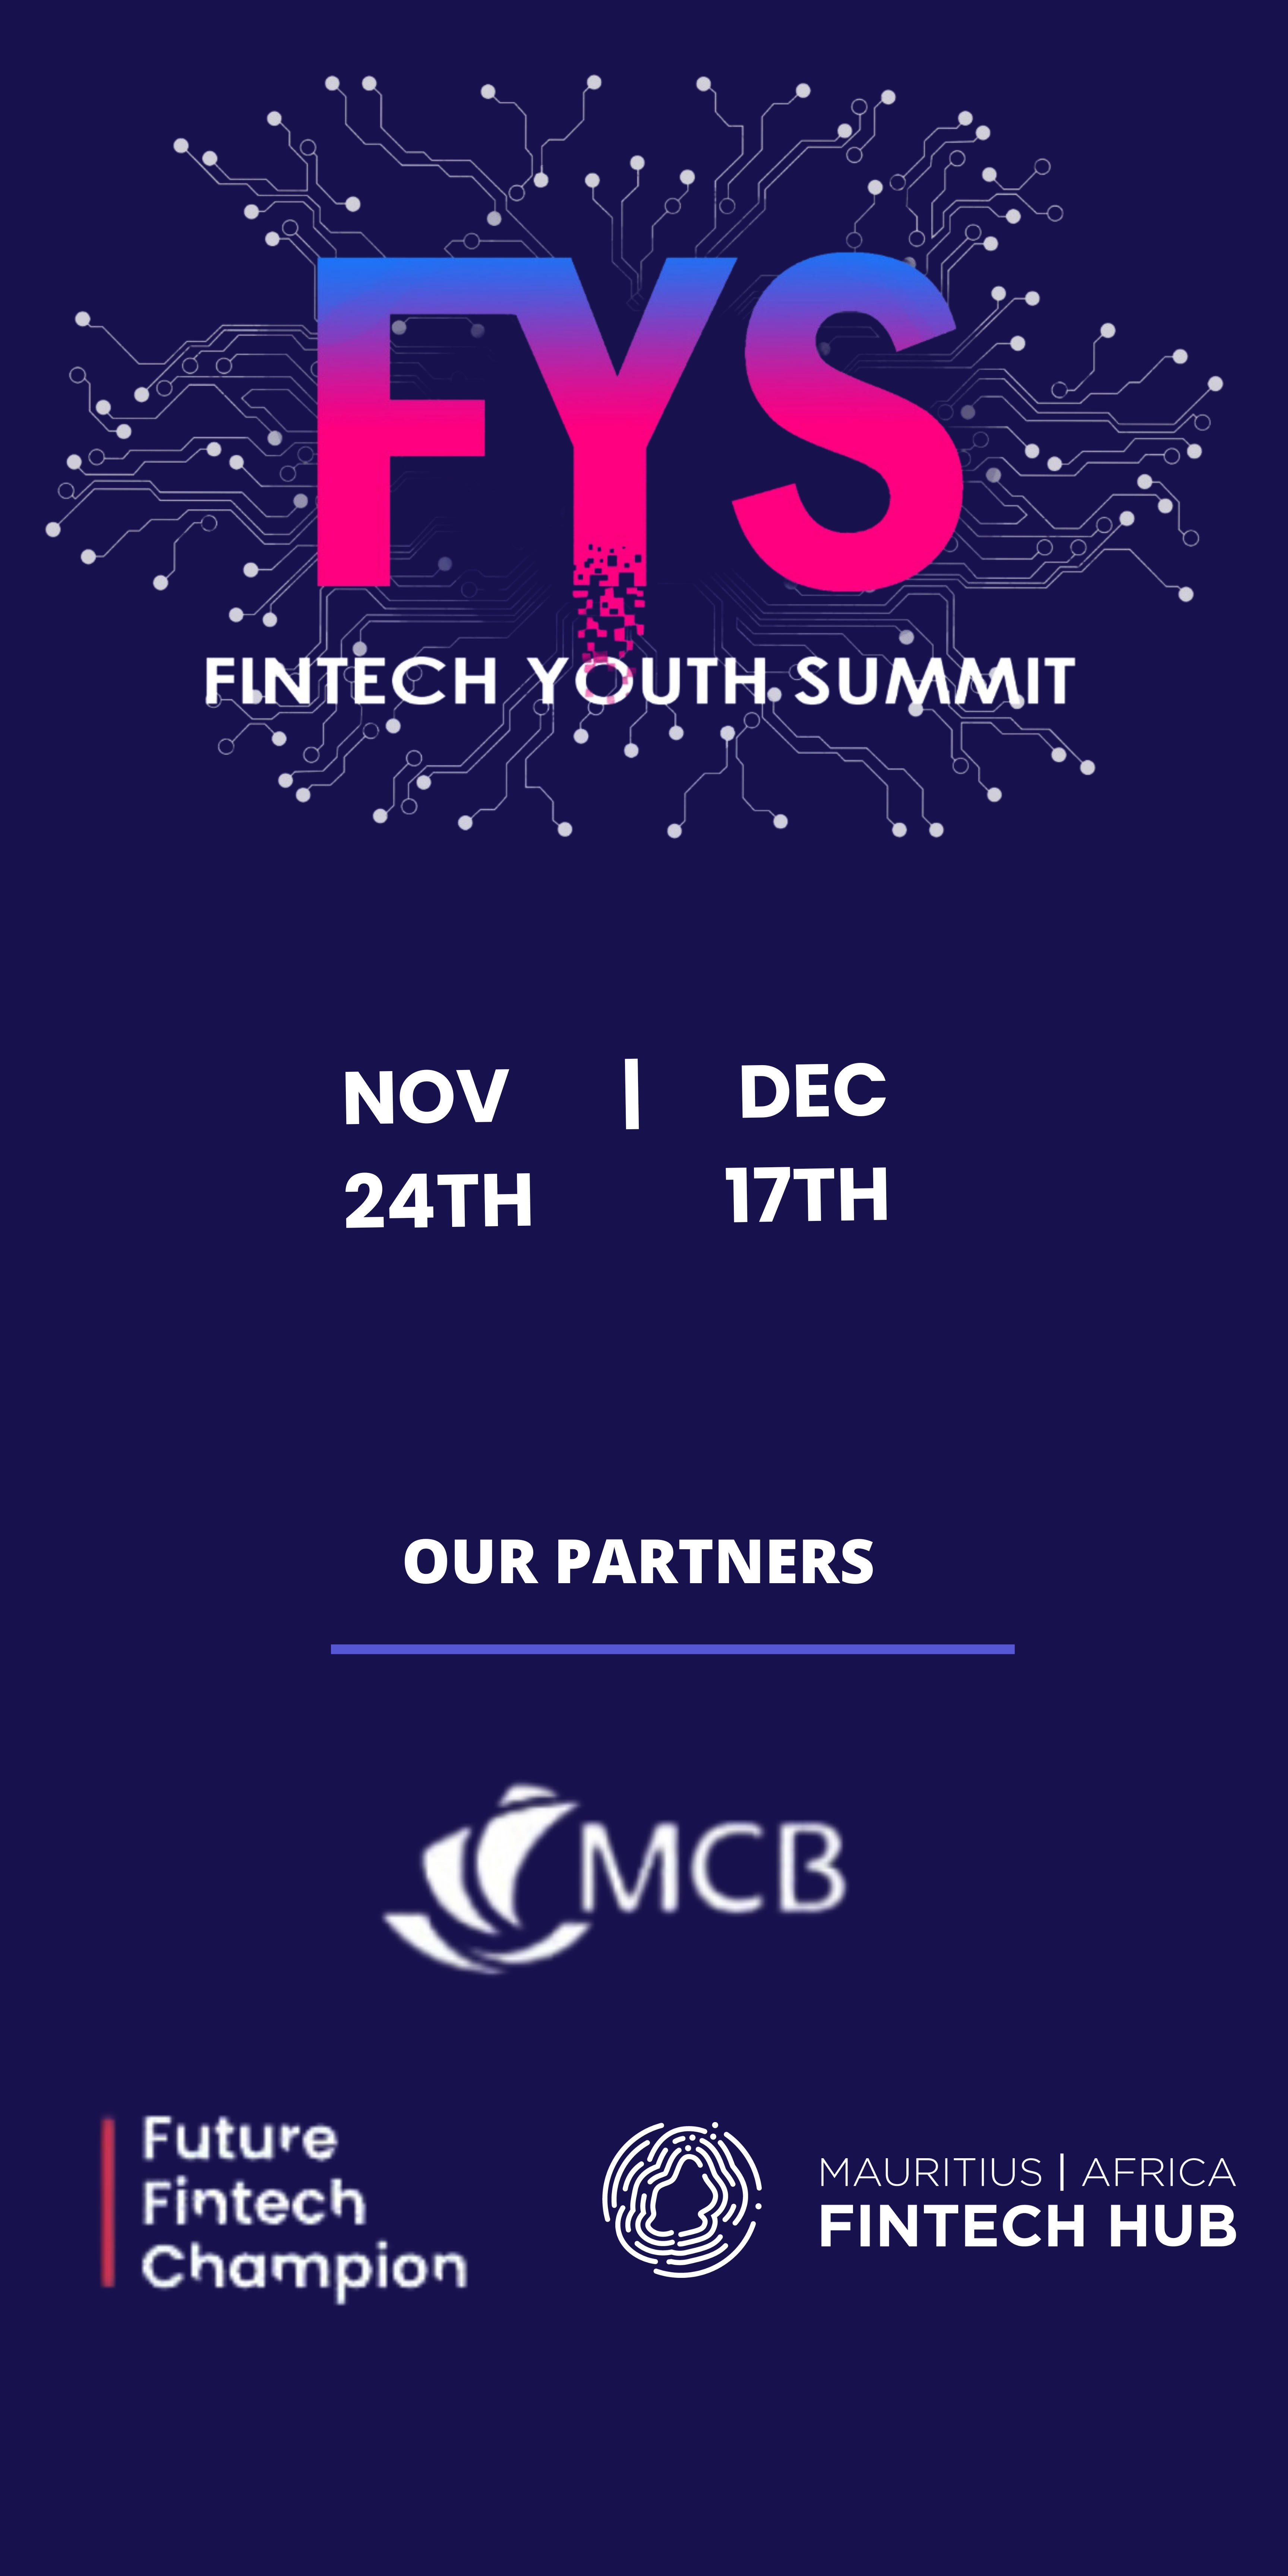 FYS
FINTECH YOUTH SUMMIT
NOV | DEC
24TH 17TH
OUR PARTNERS
MCB
Future
Fintech
Champion
MAURITIUS | AFRICA
FINTECH HUB